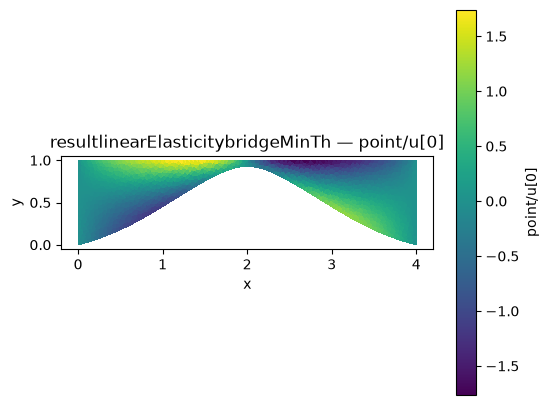 resultlinearElasticitybridgeMinTh — point/u[0]
1.0
0.5
0.0
y
0 1 2 3 4
x
1.5
1.0
0.5
0.0
−0.5
−1.0
−1.5
point/u[0]